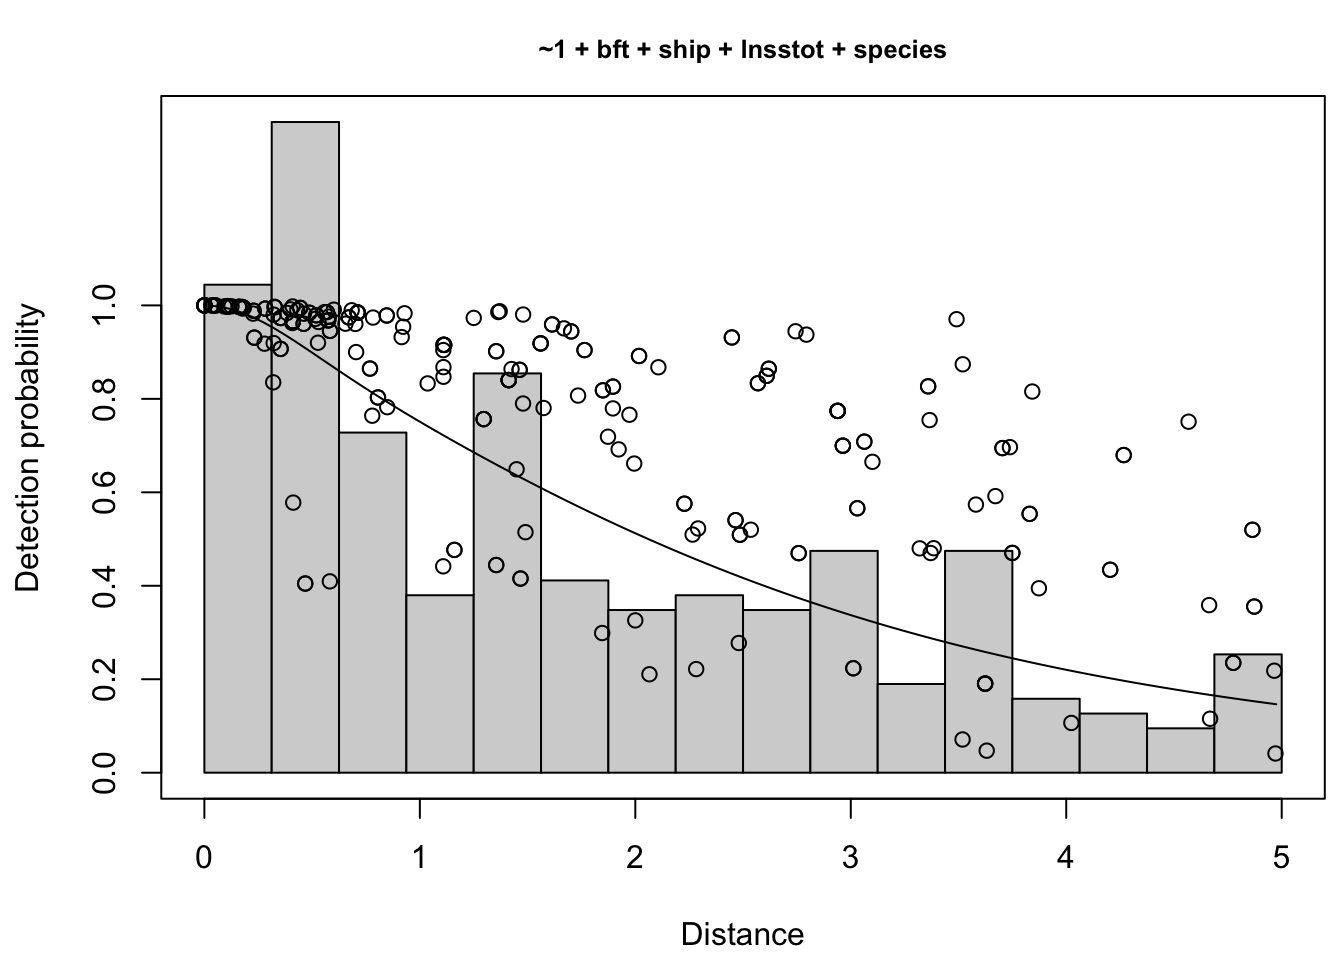 ~1 + bft + ship + lnsstot + species
Detection probability
1.0
0.8
0.6
0.4
0.2
0.0
0 1 2 3 4 5
Distance